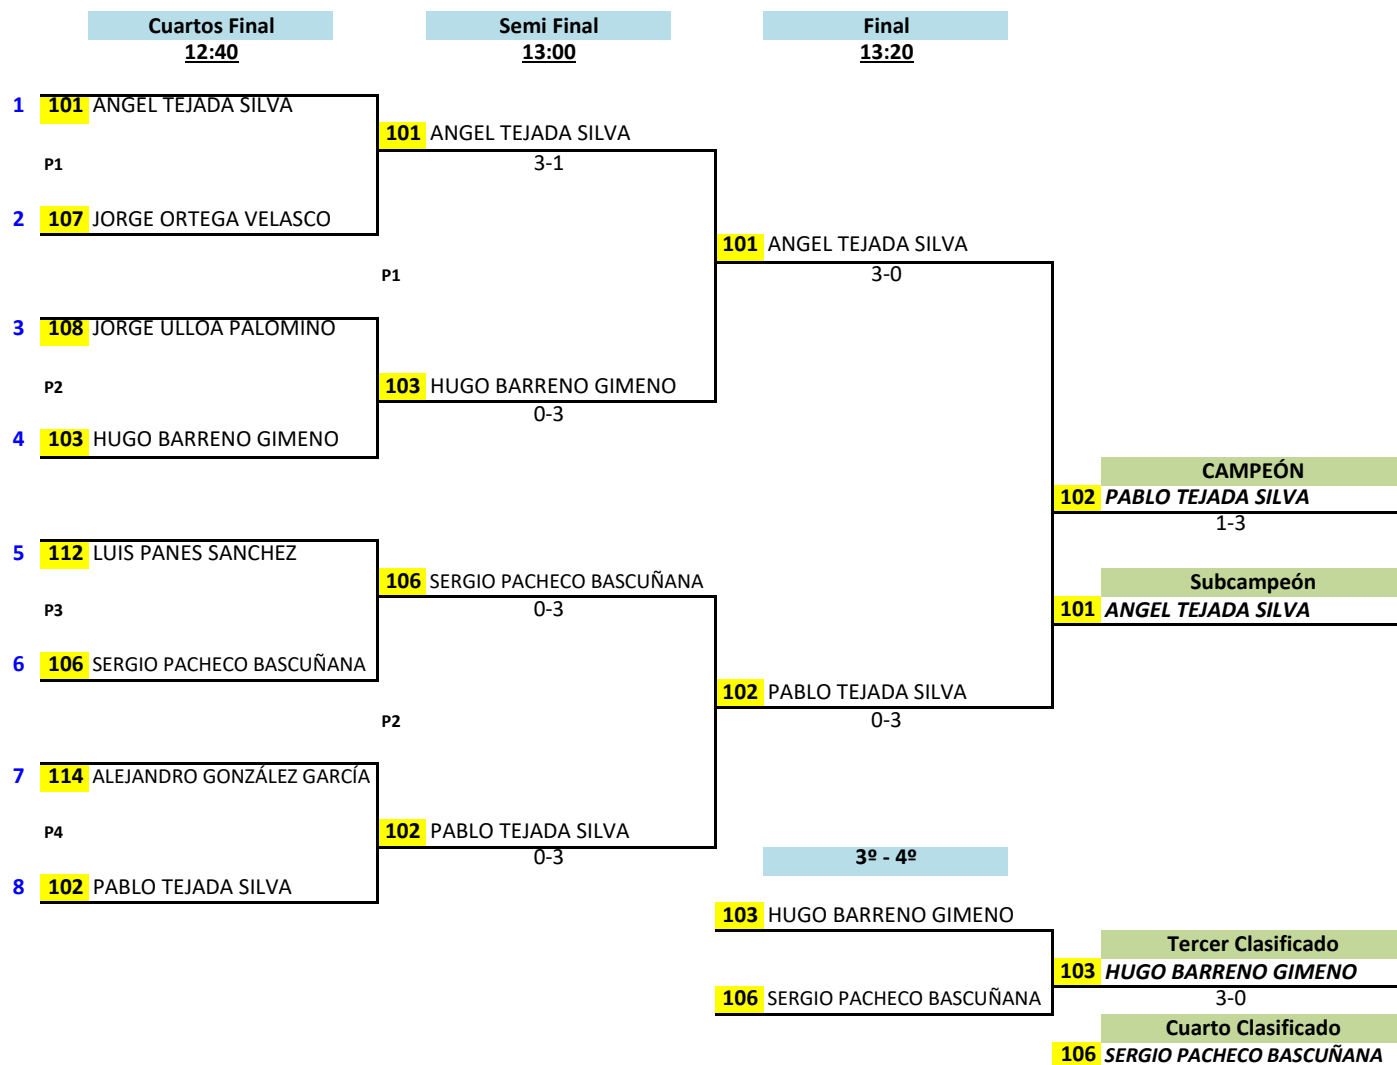 Cuartos Final Semi Final Final
12:40 13:00 13:20
1 101 ANGEL TEJADA SILVA
101 ANGEL TEJADA SILVA
P1 3-1
2 107 JORGE ORTEGA VELASCO
101 ANGEL TEJADA SILVA
P1 3-0
3 108 JORGE ULLOA PALOMINO
P2 103 HUGO BARRENO GIMENO
0-3
4 103 HUGO BARRENO GIMENO
CAMPEÓN
102 PABLO TEJADA SILVA
1-3
5 112 LUIS PANES SANCHEZ
106 SERGIO PACHECO BASCUÑANA Subcampeón
P3 0-3 101 ANGEL TEJADA SILVA
6 106 SERGIO PACHECO BASCUÑANA
102 PABLO TEJADA SILVA
P2 0-3
7 114 ALEJANDRO GONZÁLEZ GARCÍA
P4 102 PABLO TEJADA SILVA
0-3 3º - 4º
8 102 PABLO TEJADA SILVA
103 HUGO BARRENO GIMENO
Tercer Clasificado
103 HUGO BARRENO GIMENO
106 SERGIO PACHECO BASCUÑANA 3-0
Cuarto Clasificado
106 SERGIO PACHECO BASCUÑANA